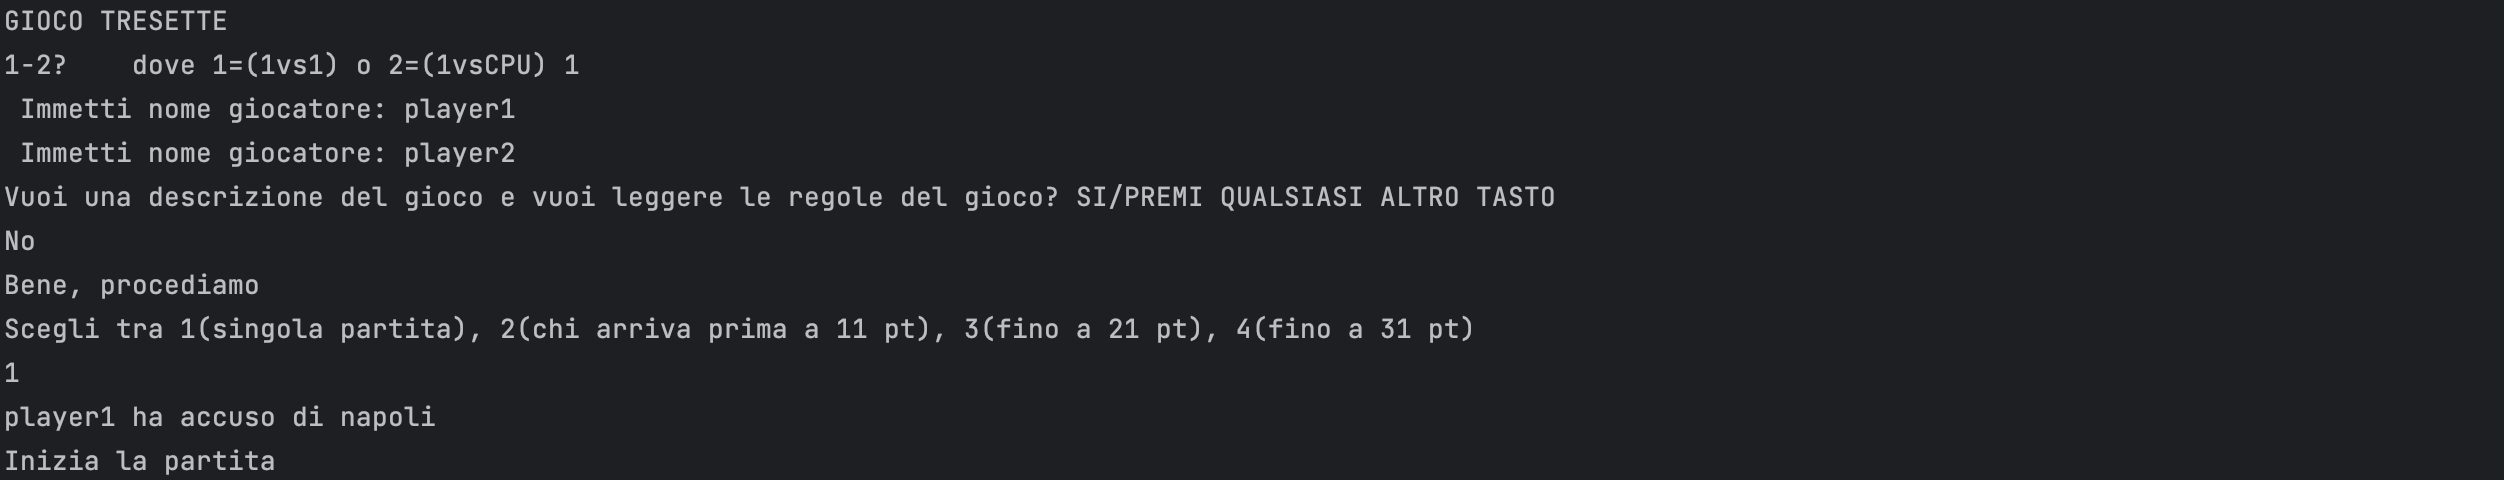 GIOCO TRESETTE
1-2?    dove 1=(1vs1) o 2=(1vsCPU) 1
 Immetti nome giocatore: player1
 Immetti nome giocatore: player2
Vuoi una descrizione del gioco e vuoi leggere le regole del gioco? SI/PREMI QUALSIASI ALTRO TASTO
No
Bene, procediamo
Scegli tra 1(singola partita), 2(chi arriva prima a 11 pt), 3(fino a 21 pt), 4(fino a 31 pt)
1
player1 ha accuso di napoli
Inizia la partita